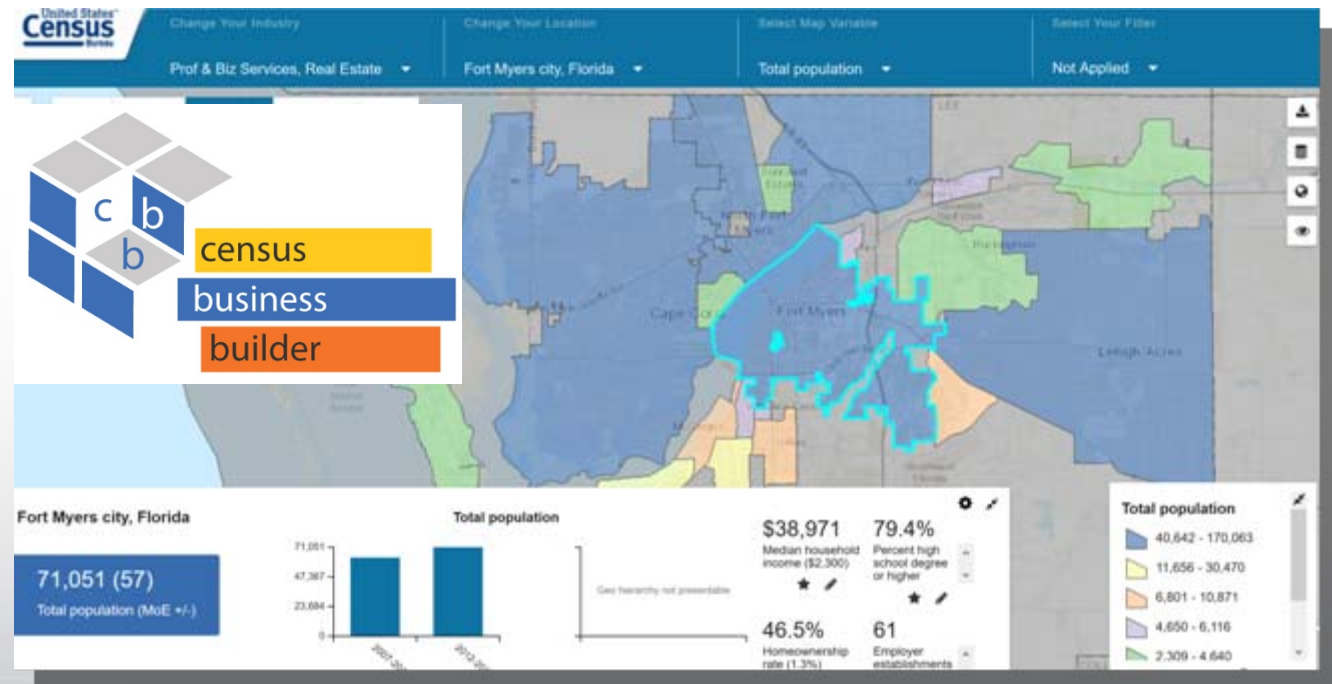 United States
Census
Bureau
Change Your Industry
Change Your Location
Select Map Variable
Select Your Filter
Prof & Biz Services, Real Estate
Fort Myers city, Florida
Total population
Not Applied
c b
b
census
business
builder
LEE
Cape Coral
Fort Myers
Lehigh Acres
Fort Myers city, Florida
71,051 (57)
Total population (MoE +/-)
Total population
71,051
47,367
23,684
0
Geo hierarchy not presentable
$38,971
Median household
income ($2,300)
79.4%
Percent high
school degree
or higher
46.5%
Homeownership
rate (1.3%)
61
Employer
establishments
Total population
40,642 - 170,063
11,656 - 30,470
6,801 - 10,871
4,650 - 6,116
2,309 - 4,640